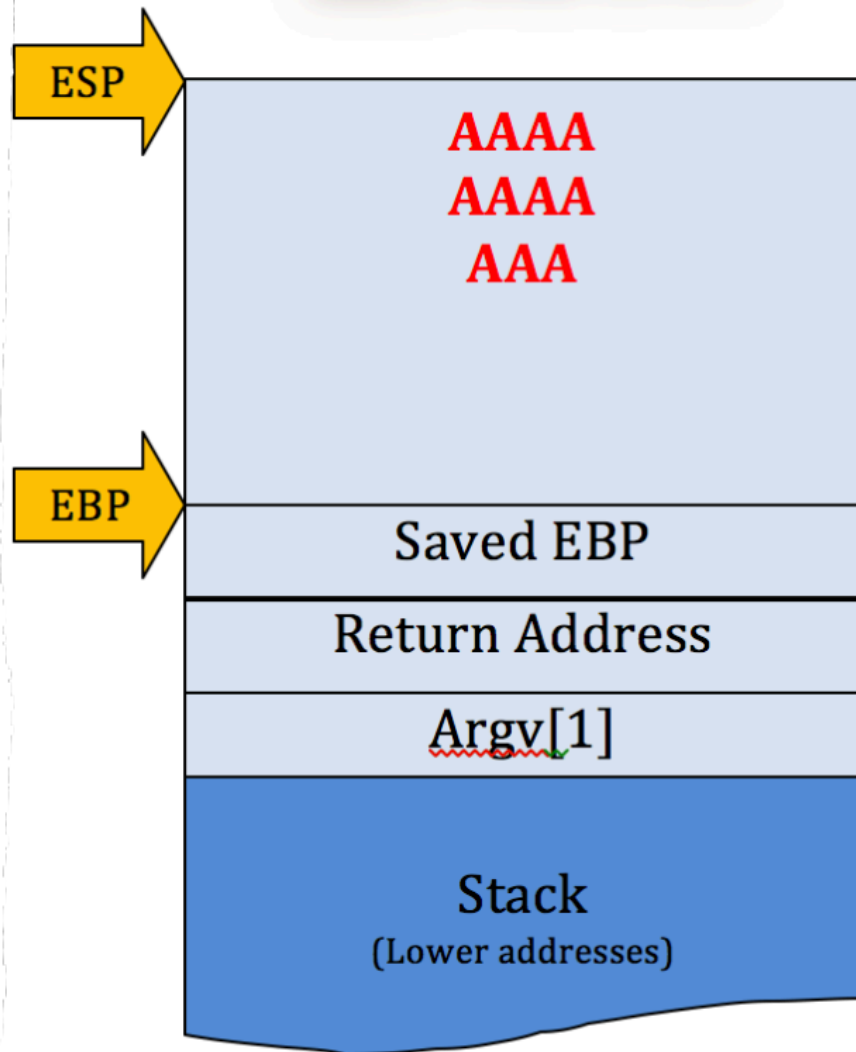 ESP
AAAA
AAAA
AAA
EBP
Saved EBP
Return Address
Argv[1]
Stack
(Lower addresses)